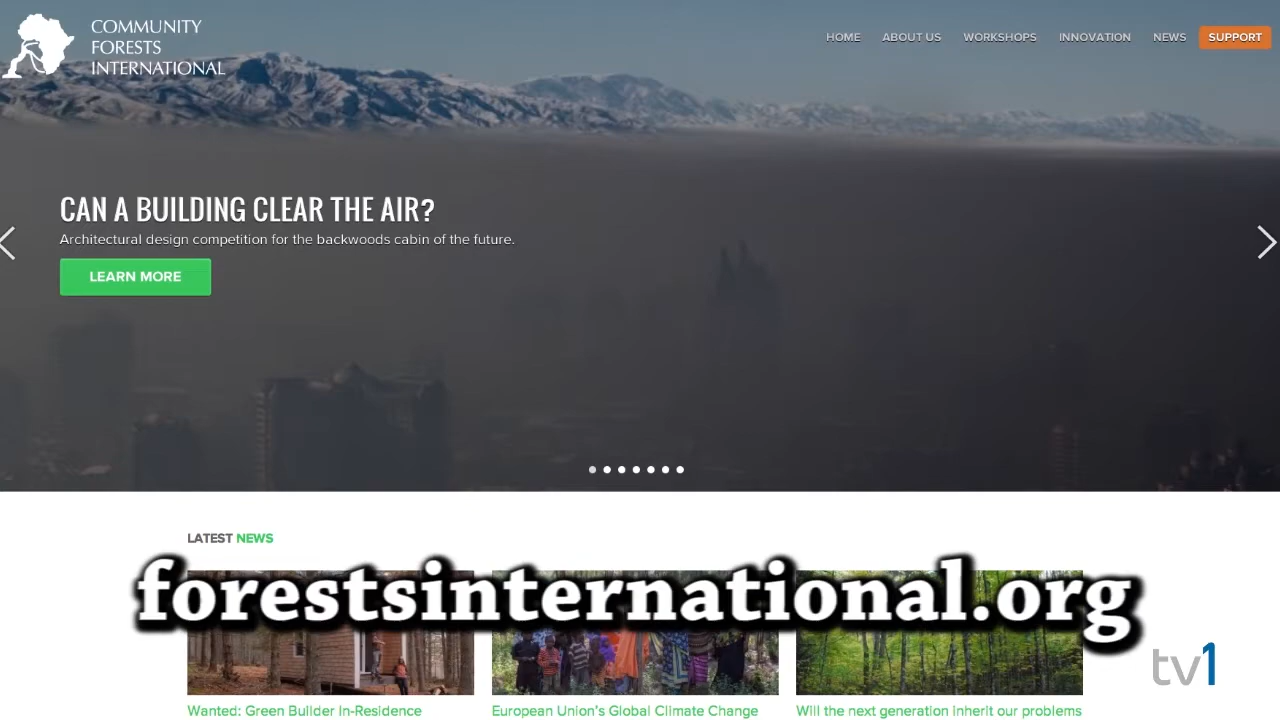 COMMUNITY
FORESTS
INTERNATIONAL
HOME ABOUT US WORKSHOPS INNOVATION NEWS SUPPORT
CAN A BUILDING CLEAR THE AIR?
Architectural design competition for the backwoods cabin of the future.
LEARN MORE
LATEST NEWS
forestsinternational.org
tv1
Wanted: Green Builder In-Residence
European Union's Global Climate Change
Will the next generation inherit our problems